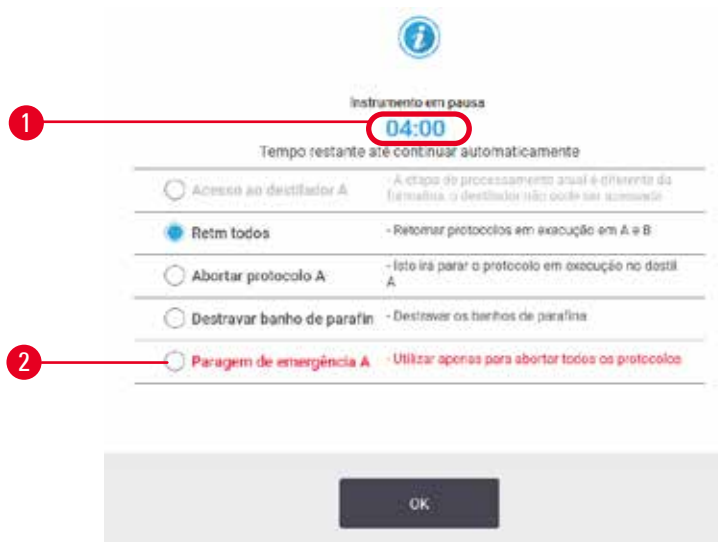 Instrumento em pausa
1
04:00
Tempo restante até continuar automaticamente
Acesso ao destilador A
- A etapa de processamento atual é diferente da
formalina, o destilador não pode ser acessado
Retm todos
- Retomar protocolos em execução em A e B
Abortar protocolo A
- Isto irá parar o protocolo em execução no destil
A
Destravar banho de parafin
- Destravar os banhos de parafina
2
Paragem de emergência A
- Utilizar apenas para abortar todos os protocolos
OK